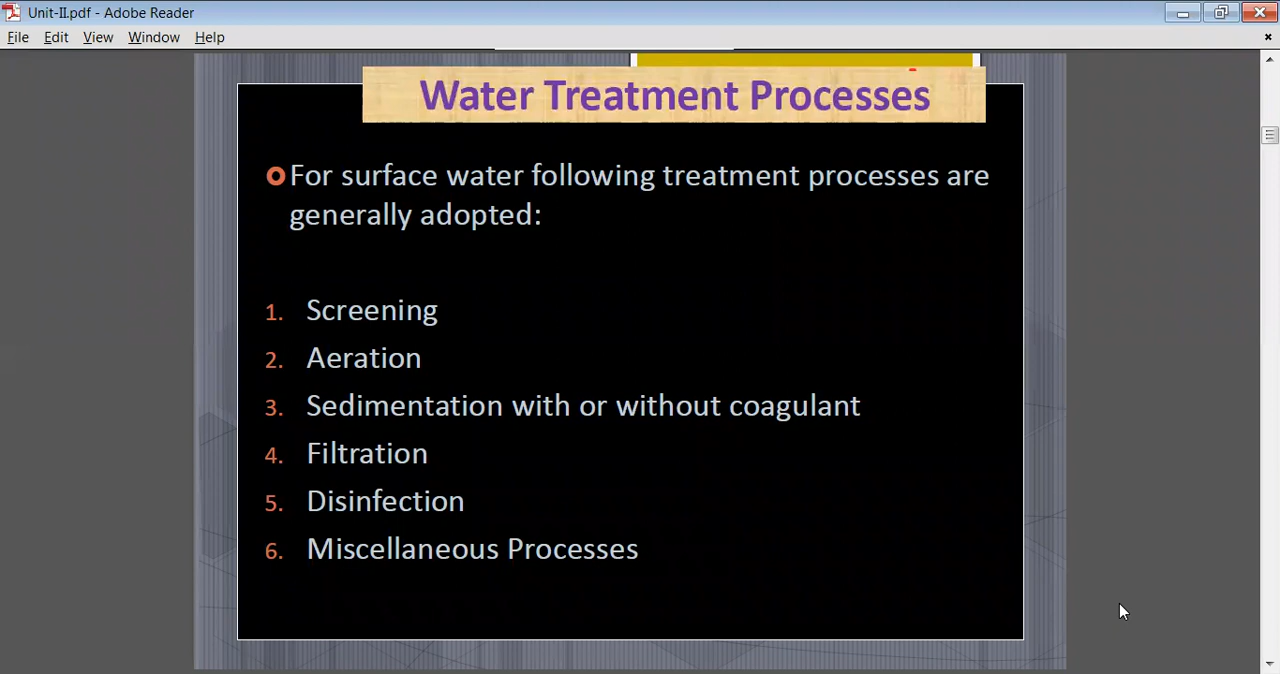 Unit-II.pdf - Adobe Reader
File Edit View Window Help
Water Treatment Processes
For surface water following treatment processes are
generally adopted:
1. Screening
2. Aeration
3. Sedimentation with or without coagulant
4. Filtration
5. Disinfection
6. Miscellaneous Processes